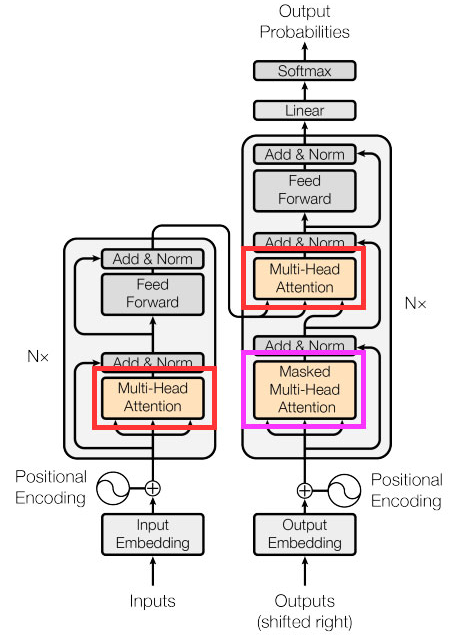 Output
Probabilities
Softmax
Linear
Add & Norm
Feed
Forward
Add & Norm
Multi-Head
Attention
Nx
Add & Norm
Masked
Multi-Head
Attention
Add & Norm
Feed
Forward
Nx
Add & Norm
Multi-Head
Attention
Positional
Encoding
Positional
Encoding
Input
Embedding
Output
Embedding
Inputs
Outputs
(shifted right)